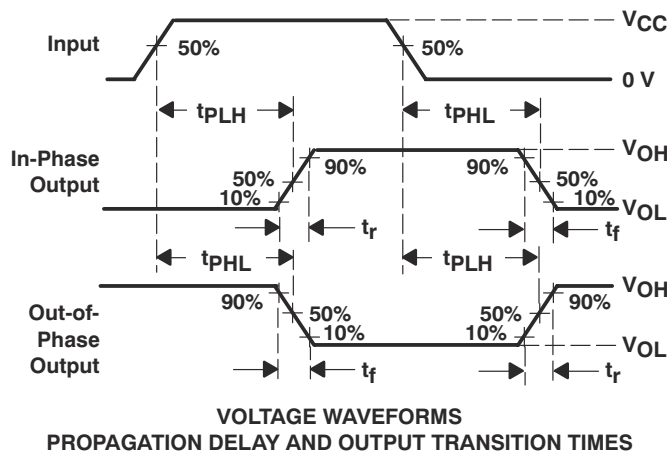 Input
50%
50%
VCC
0 V
tPLH
tPHL
In-Phase
Output
50%
10%
90%
90%
50%
10%
VOH
VOL
tr
tf
tPHL
tPLH
Out-of-
Phase
Output
90%
50%
10%
10%
50%
90%
VOH
VOL
tf
tr
VOLTAGE WAVEFORMS
PROPAGATION DELAY AND OUTPUT TRANSITION TIMES